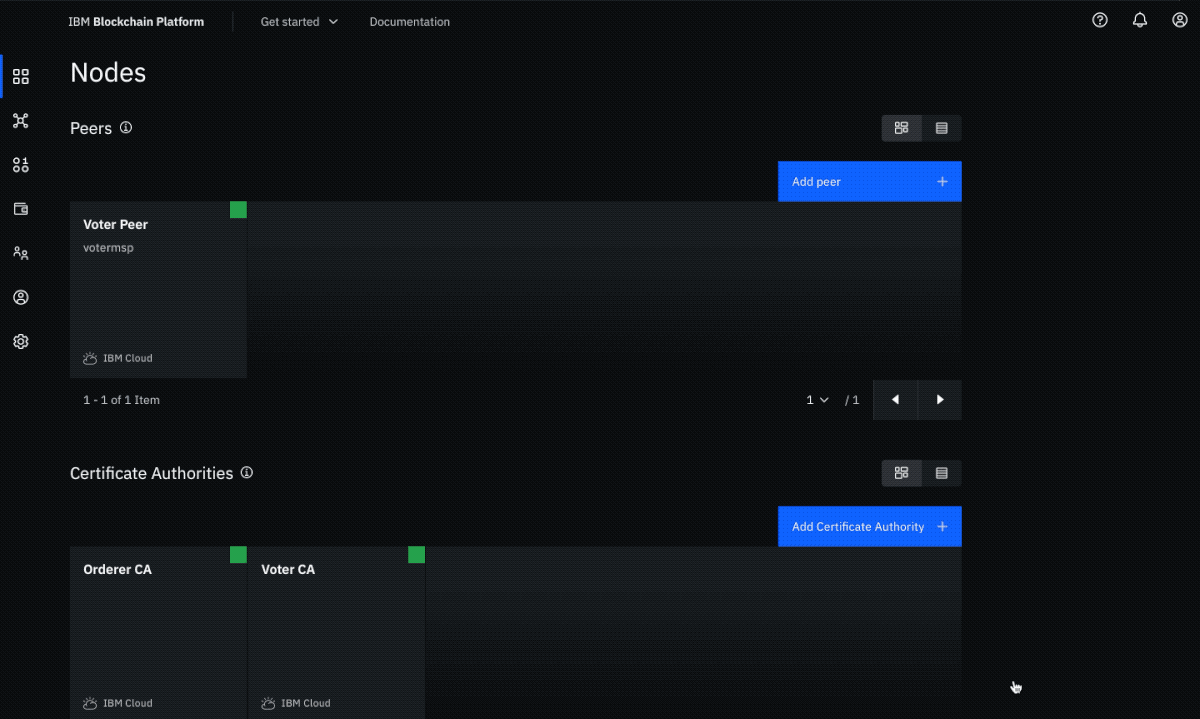 IBM Blockchain Platform
Get started
Documentation
Nodes
Peers
Add peer +
Voter Peer
votermsp
IBM Cloud
1 - 1 of 1 Item
1
/ 1
Certificate Authorities
Add Certificate Authority +
Orderer CA
Voter CA
IBM Cloud
IBM Cloud